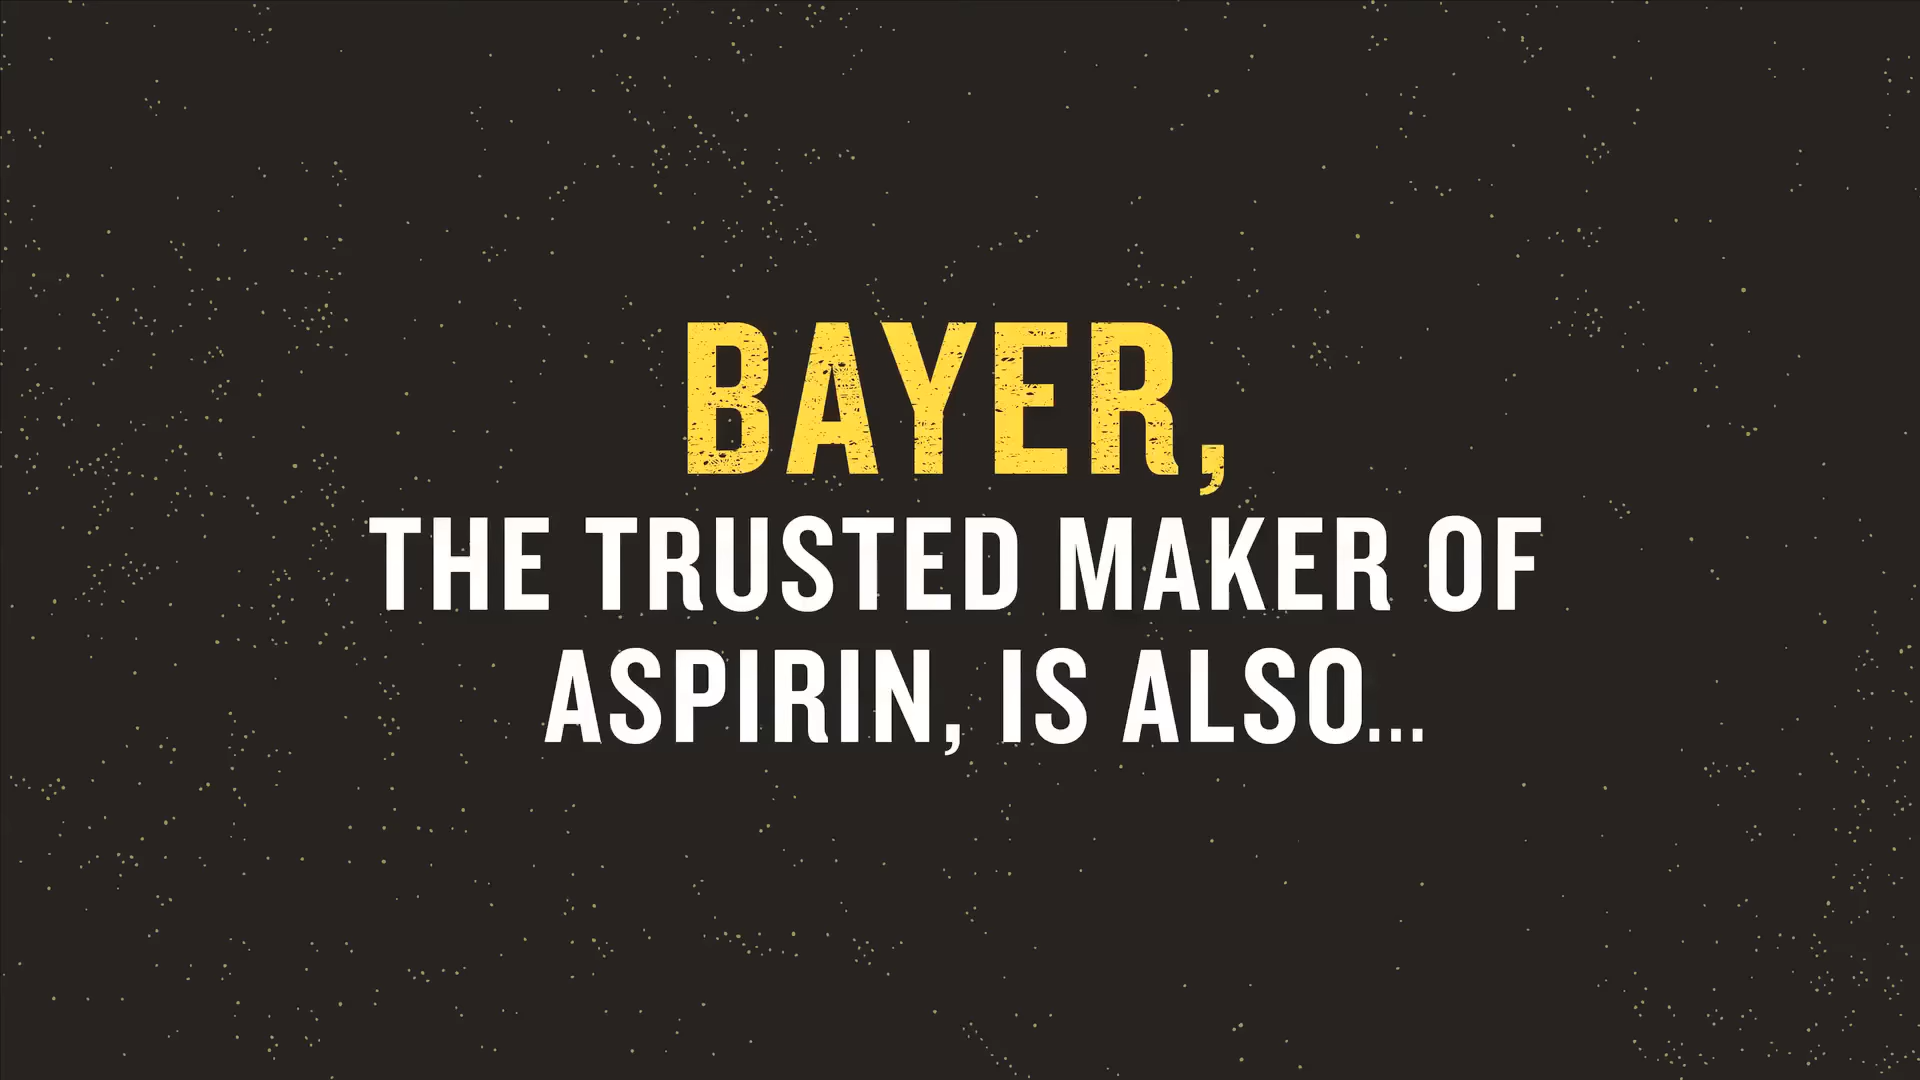 BAYER,
THE TRUSTED MAKER OF
ASPIRIN, IS ALSO...